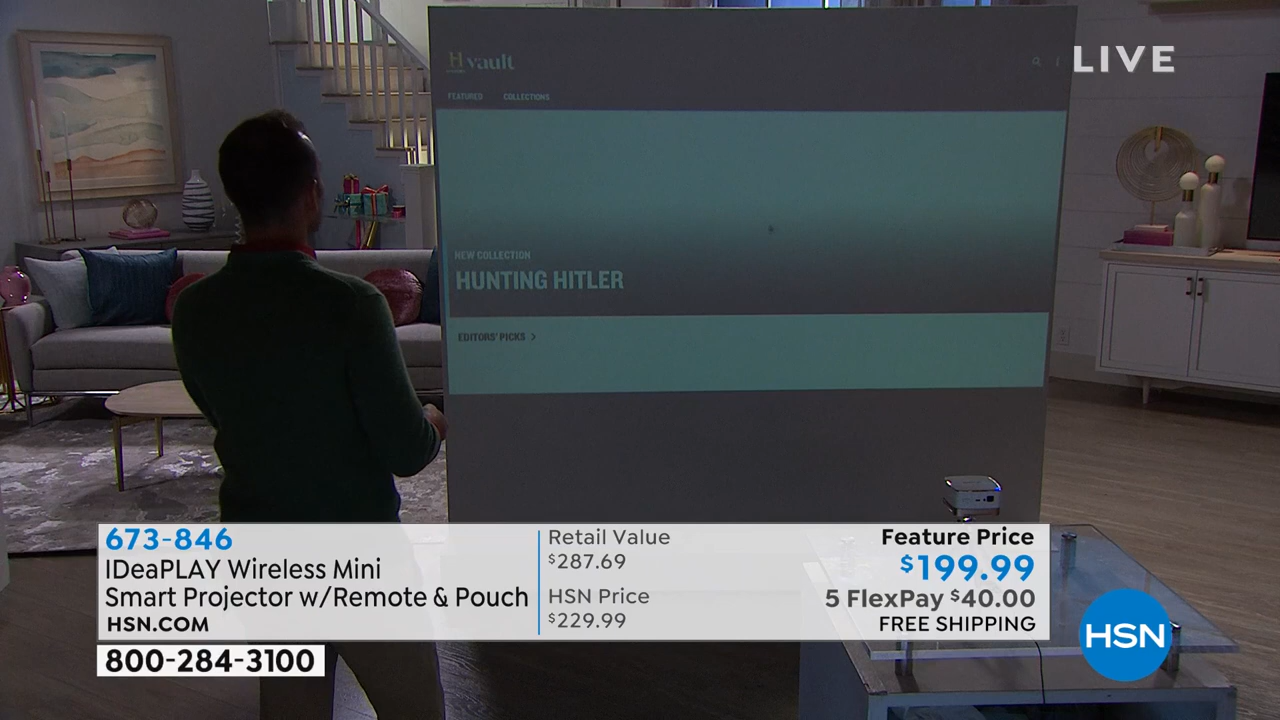 LIVE
H vault
FEATURED COLLECTIONS
NEW COLLECTION
HUNTING HITLER
EDITORS' PICKS >
673-846
IDeaPLAY Wireless Mini
Smart Projector w/Remote & Pouch
HSN.COM
Retail Value
$287.69
HSN Price
$229.99
Feature Price
$199.99
5 FlexPay $40.00
FREE SHIPPING
HSN
800-284-3100